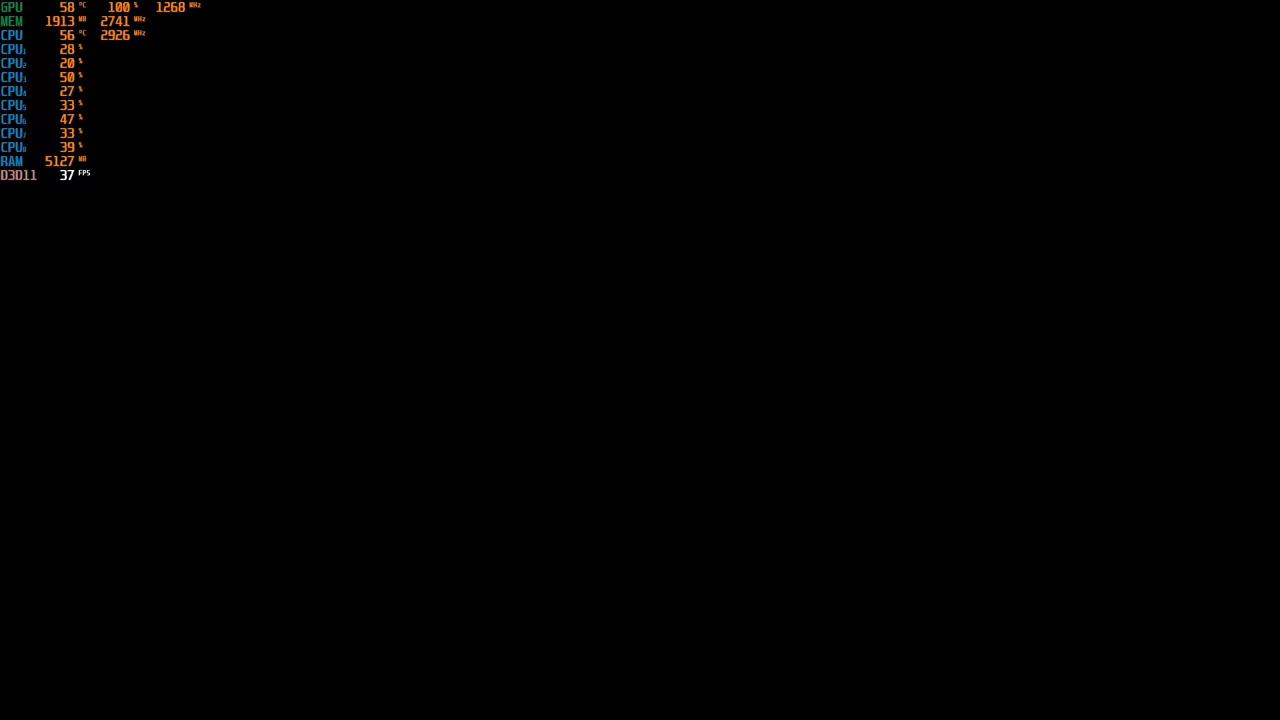 GPU 58 °C 100 % 1268 MHz
MEM 1913 MB 2741 MHz
CPU 56 °C 2926 MHz
CPU1 28 %
CPU2 20 %
CPU3 50 %
CPU4 27 %
CPU5 33 %
CPU6 47 %
CPU7 33 %
CPU8 39 %
RAM 5127 MB
D3D11 37 FPS